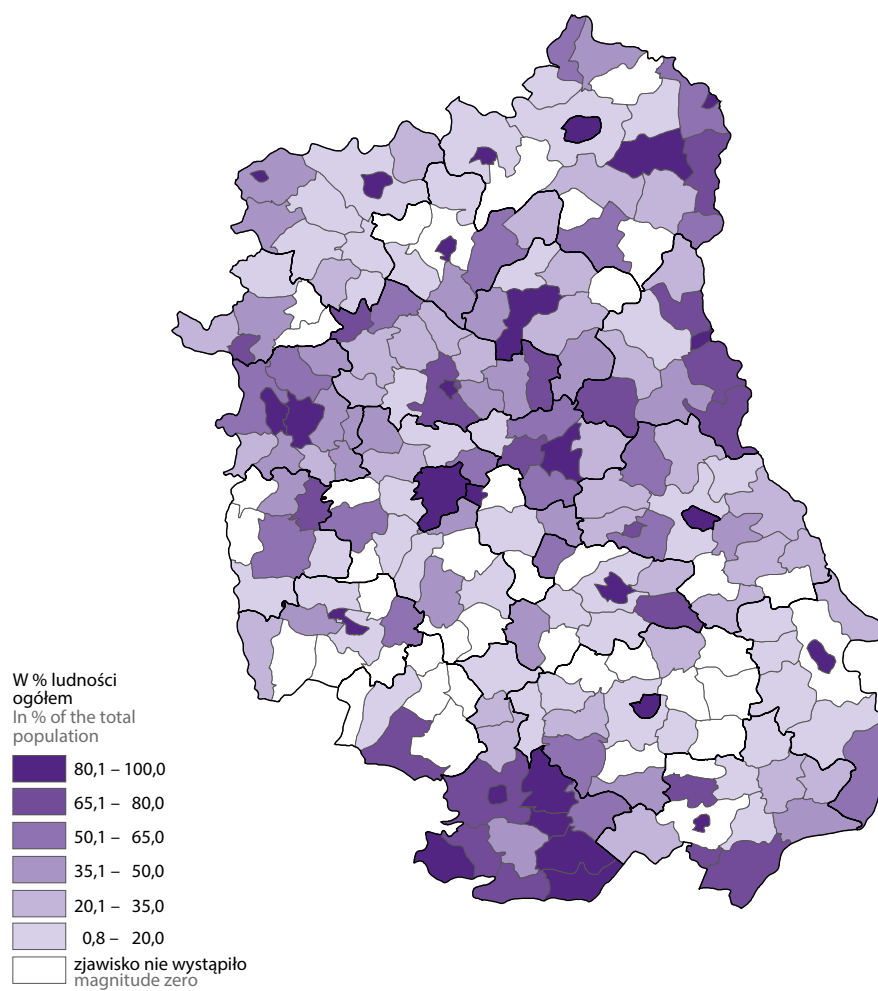 W % ludności
ogółem
In % of the total
population
80,1 – 100,0
65,1 – 80,0
50,1 – 65,0
35,1 – 50,0
20,1 – 35,0
0,8 – 20,0
zjawisko nie wystąpiło
magnitude zero